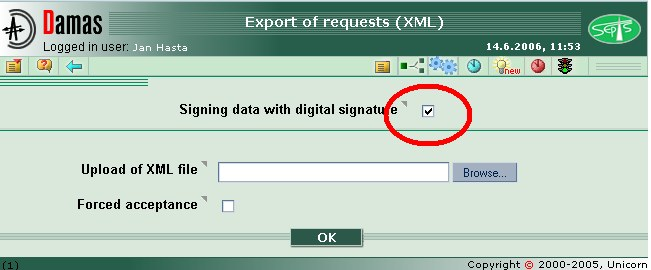 Damas
Export of requests (XML)
Logged in user: Jan Hasta
14.6.2006, 11:53
SEPS
new
Signing data with digital signature
Upload of XML file
Browse...
Forced acceptance
OK
(1)
Copyright © 2000-2005, Unicorn